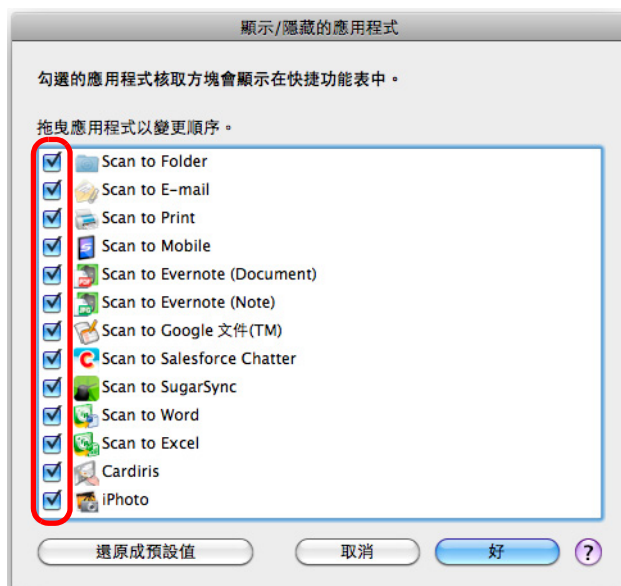 顯示/隱藏的應用程式
勾選的應用程式核取方塊會顯示在快捷功能表中。
拖曳應用程式以變更順序。
Scan to Folder
Scan to E-mail
Scan to Print
Scan to Mobile
Scan to Evernote (Document)
Scan to Evernote (Note)
Scan to Google 文件(TM)
Scan to Salesforce Chatter
Scan to SugarSync
Scan to Word
Scan to Excel
Cardiris
iPhoto
還原成預設值 取消 好 ?